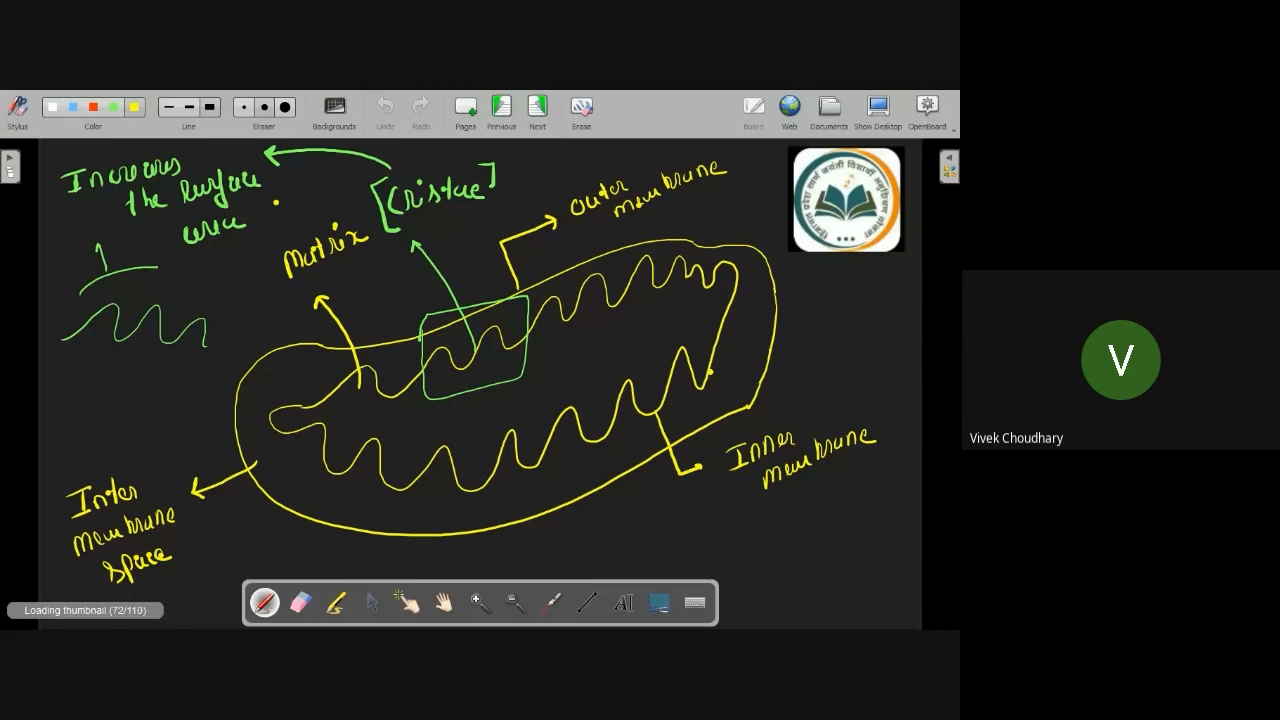 Stylus
Color
Line
Eraser
Backgrounds
Undo
Redo
Pages
Previous
Next
Erase
Board
Web
Documents
Show Desktop
OpenBoard
Increases
the surface
area
[Cristae]
Outer
membrane
Matrix
Inner
membrane
Inter
membrane
space
Loading thumbnail (72/110)
V
Vivek Choudhary